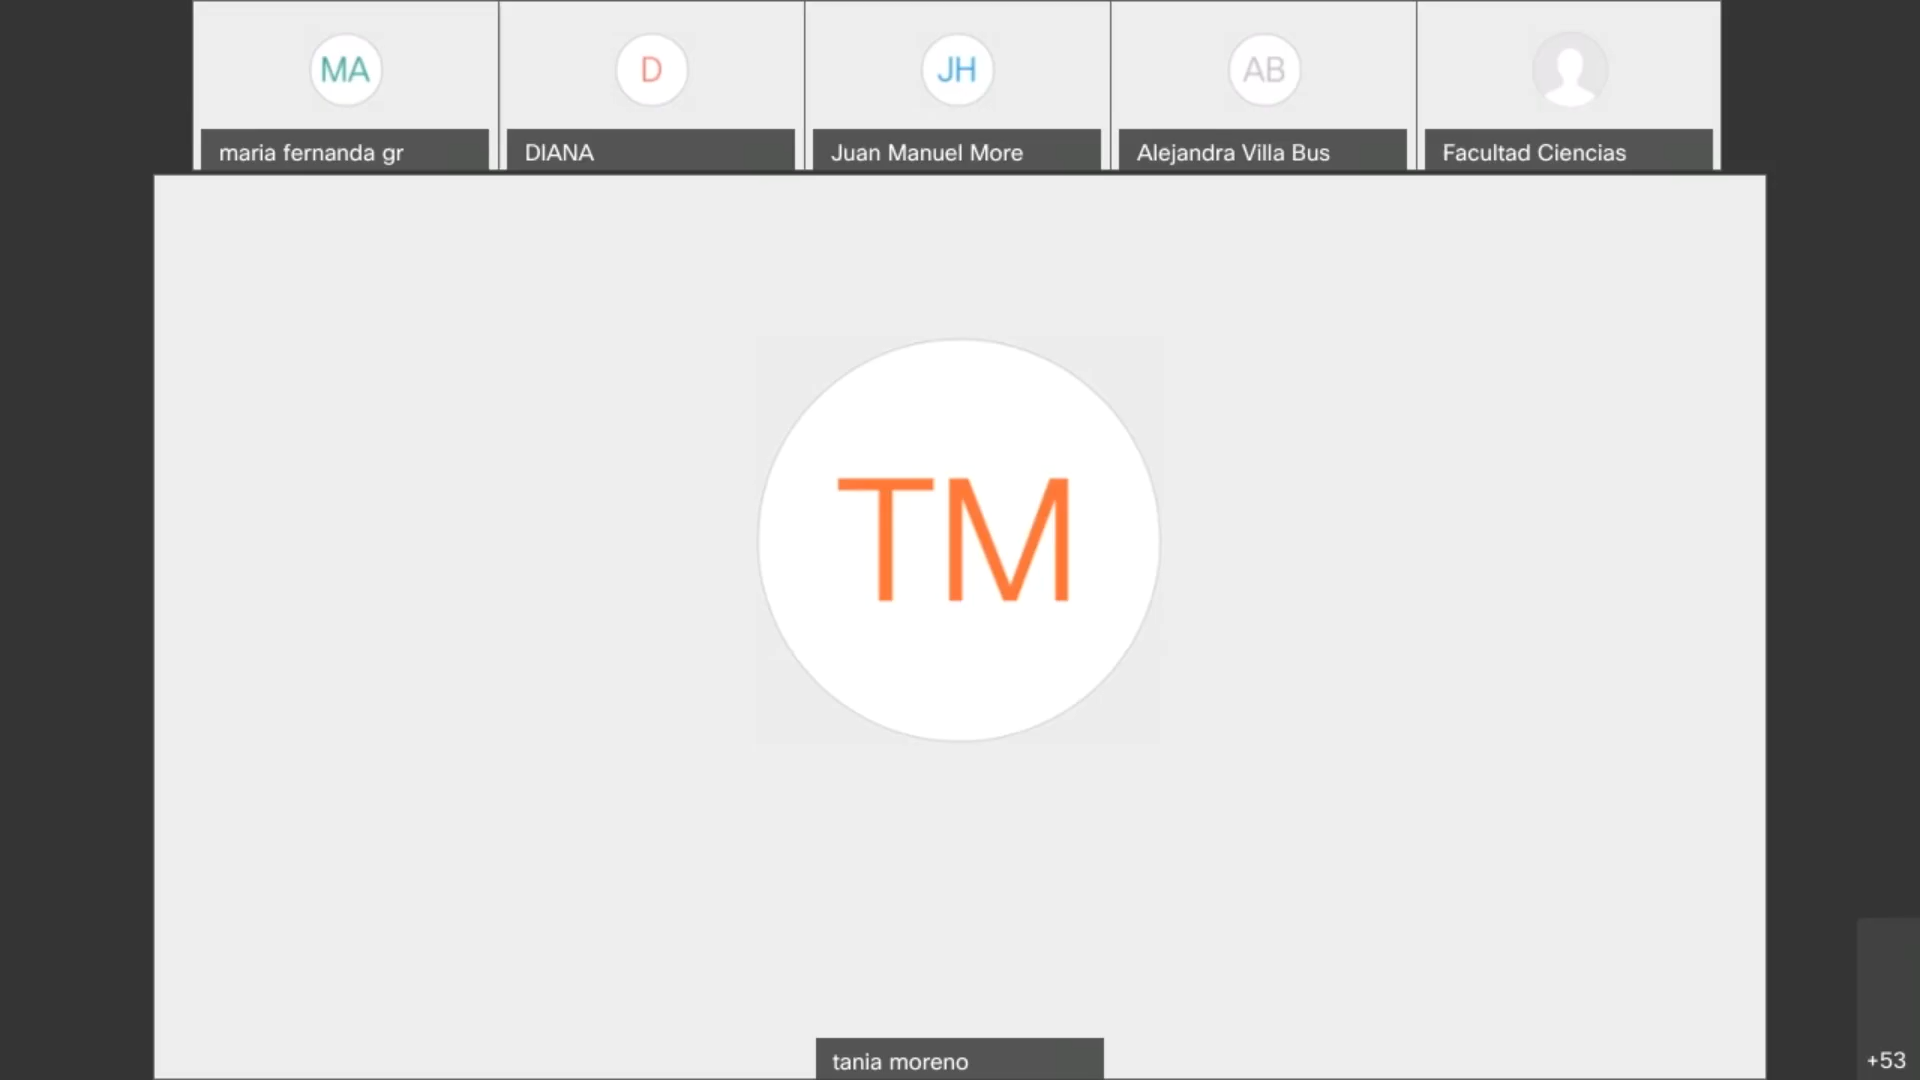 MA
D
JH
AB
maria fernanda gr
DIANA
Juan Manuel More
Alejandra Villa Bus
Facultad Ciencias
TM
tania moreno
+53